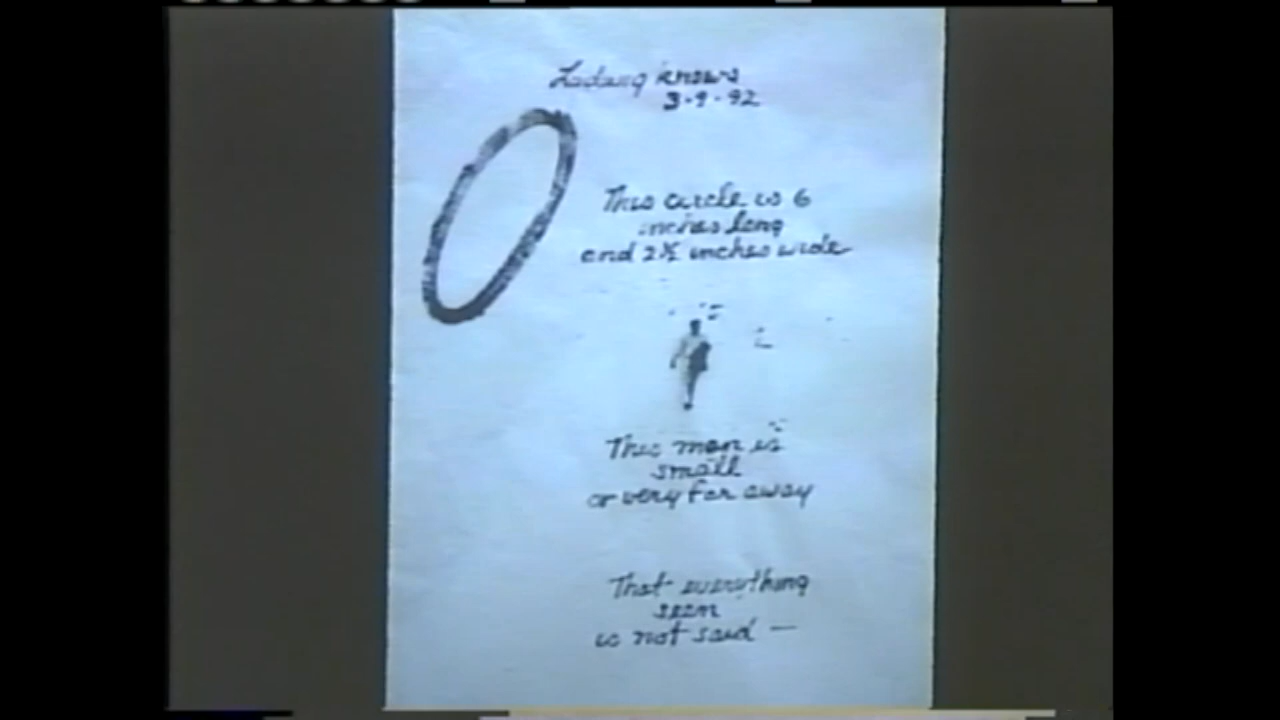 Ludwig knows
3-9-92
This circle is 6
inches long
and 2½ inches wide
This man is
small
or very far away
That everything
seen
is not said —